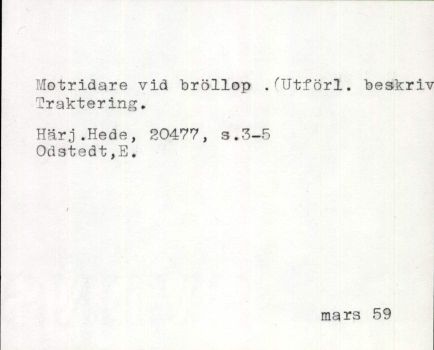 Motridare vid bröllop .(Utförl. beskriv
Traktering.
Härj.Hede, 20477, s.3-5
Odstedt,E.
mars 59